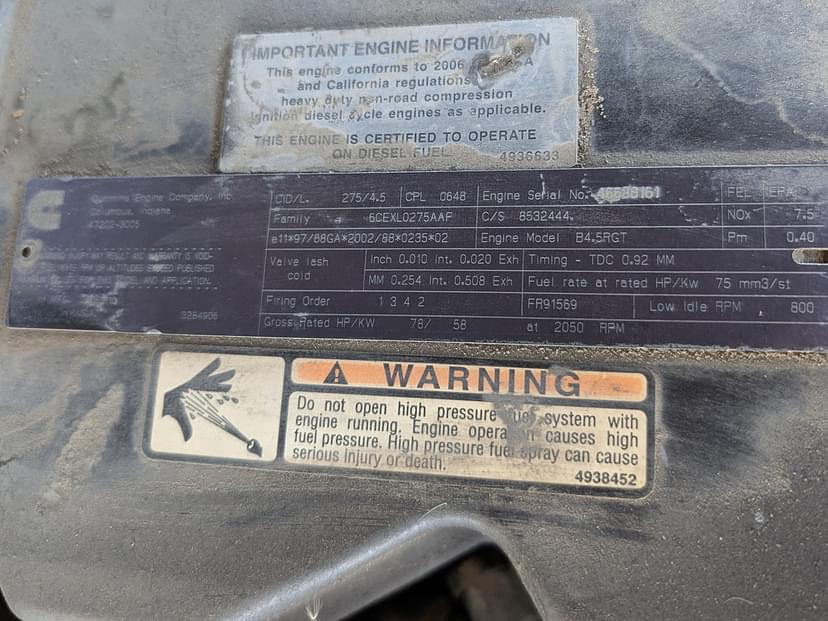 IMPORTANT ENGINE INFORMATION
This engine conforms to 2006
and California regulations
heavy duty non-road compression
ignition diesel cycle engines as applicable.
THIS ENGINE IS CERTIFIED TO OPERATE
ON DIESEL FUEL 4936633
Cummins Engine Company, Inc
Columbus, Indiana
47202-3005
3284906
CID/L. 275/4.5 CPL 0648 Engine Serial No. 46688161 FEL EPA
Family 6CEXL0275AAF C/S 8532444 NOx 7.5
e11*97/68GA*2002/88*0235*02 Engine Model B4.5RGT Pm 0.40
Valve lash cold Inch 0.010 Int. 0.020 Exh Timing - TDC 0.92 MM
MM 0.254 Int. 0.508 Exh Fuel rate at rated HP/Kw 75 mm3/st
Firing Order 1 3 4 2 FR91569 Low Idle RPM 800
Gross Rated HP/KW 78/ 58 at 2050 RPM
WARNING
Do not open high pressure fuel system with
engine running. Engine operation causes high
fuel pressure. High pressure fuel spray can cause
serious injury or death.
4938452